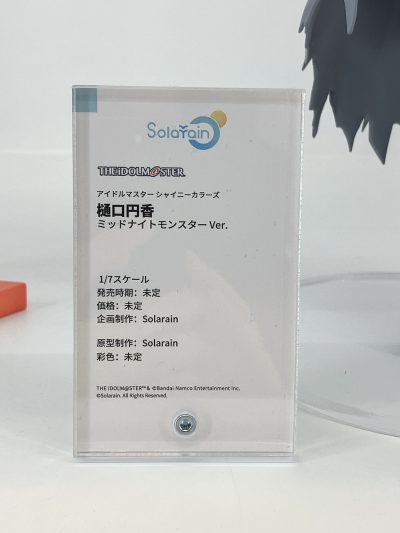 Solarain
THE iDOLM@STER
アイドルマスター シャイニーカラーズ
樋口円香
ミッドナイトモンスター Ver.
1/7スケール
発売時期：未定
価格：未定
企画制作：Solarain
原型制作：Solarain
彩色：未定
THE IDOLM@STER™& ©Bandai Namco Entertainment Inc.
©Solarain. All Rights Reserved.